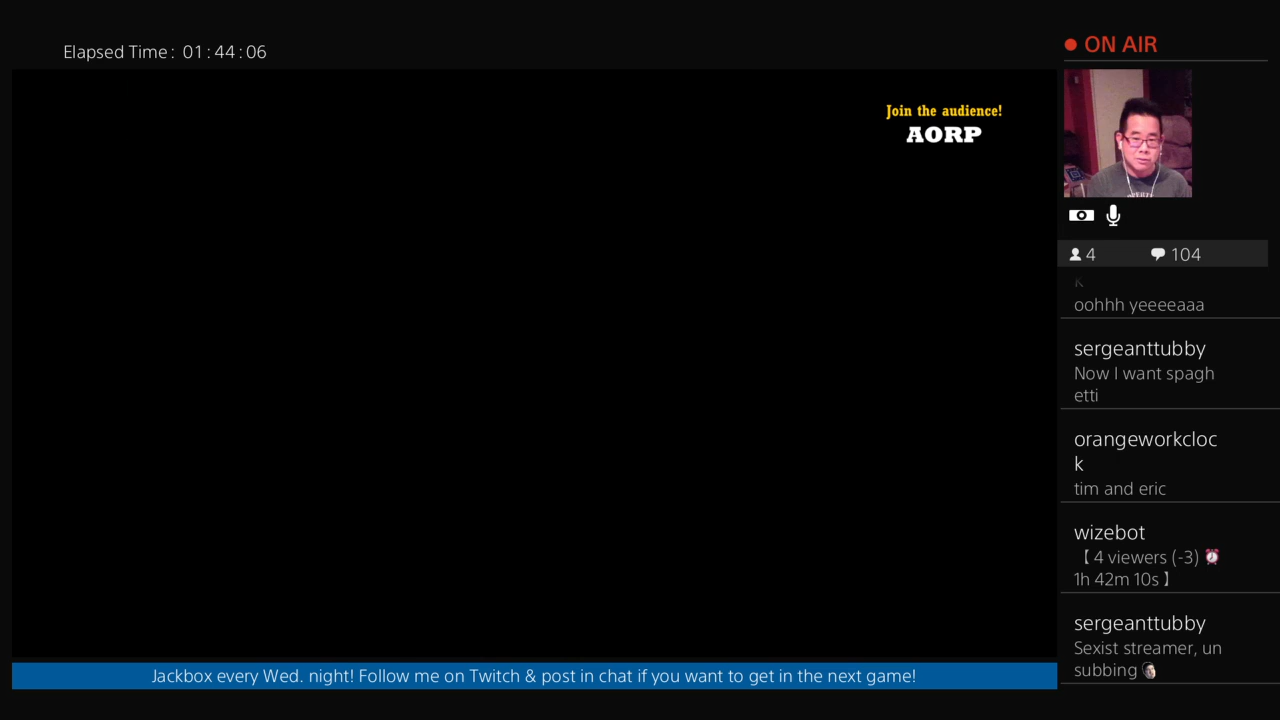 Elapsed Time: 01:44:06
ON AIR
Join the audience!
AORP
4 104
oohhh yeeeeaaa
sergeanttubby
Now I want spagh
etti
orangeworkcloc
k
tim and eric
wizebot
【4 viewers (-3) ⏰
1h 42m 10s】
sergeanttubby
Sexist streamer, un
subbing
Jackbox every Wed. night! Follow me on Twitch & post in chat if you want to get in the next game!